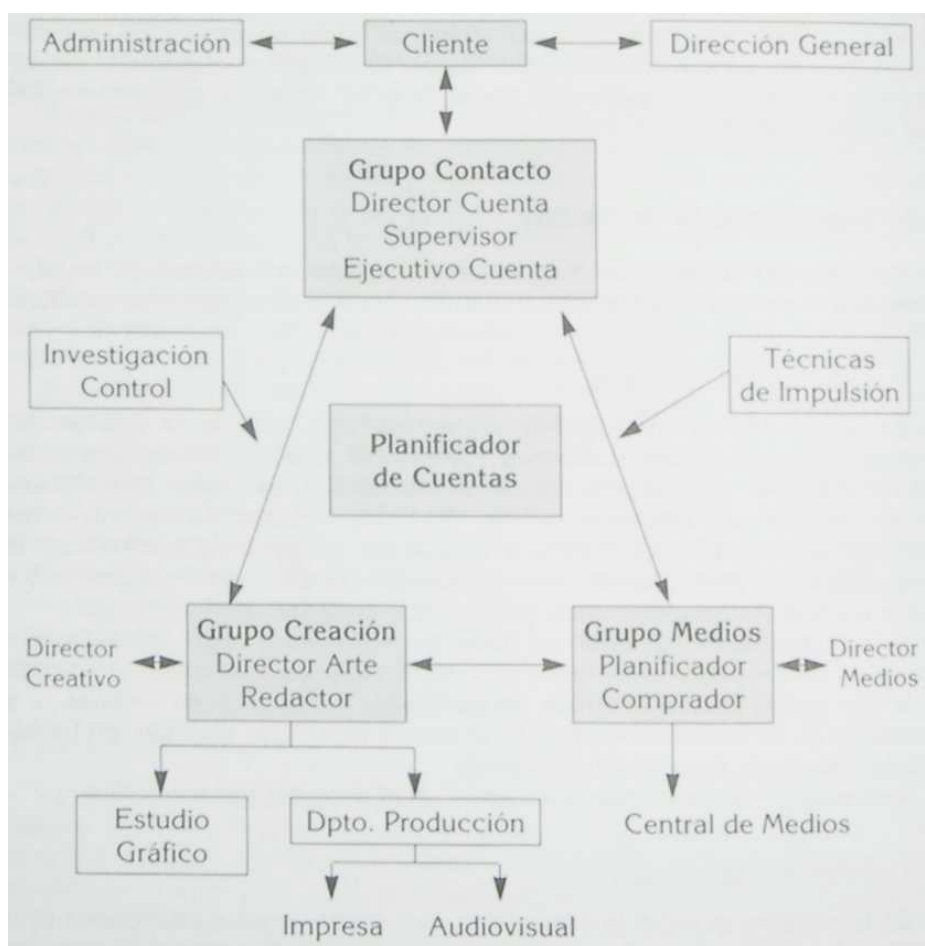 Administración
Cliente
Dirección General
Grupo Contacto
Director Cuenta
Supervisor
Ejecutivo Cuenta
Investigación
Control
Técnicas
de Impulsión
Planificador
de Cuentas
Director
Creativo
Grupo Creación
Director Arte
Redactor
Grupo Medios
Planificador
Comprador
Director
Medios
Estudio
Gráfico
Dpto. Producción
Central de Medios
Impresa
Audiovisual